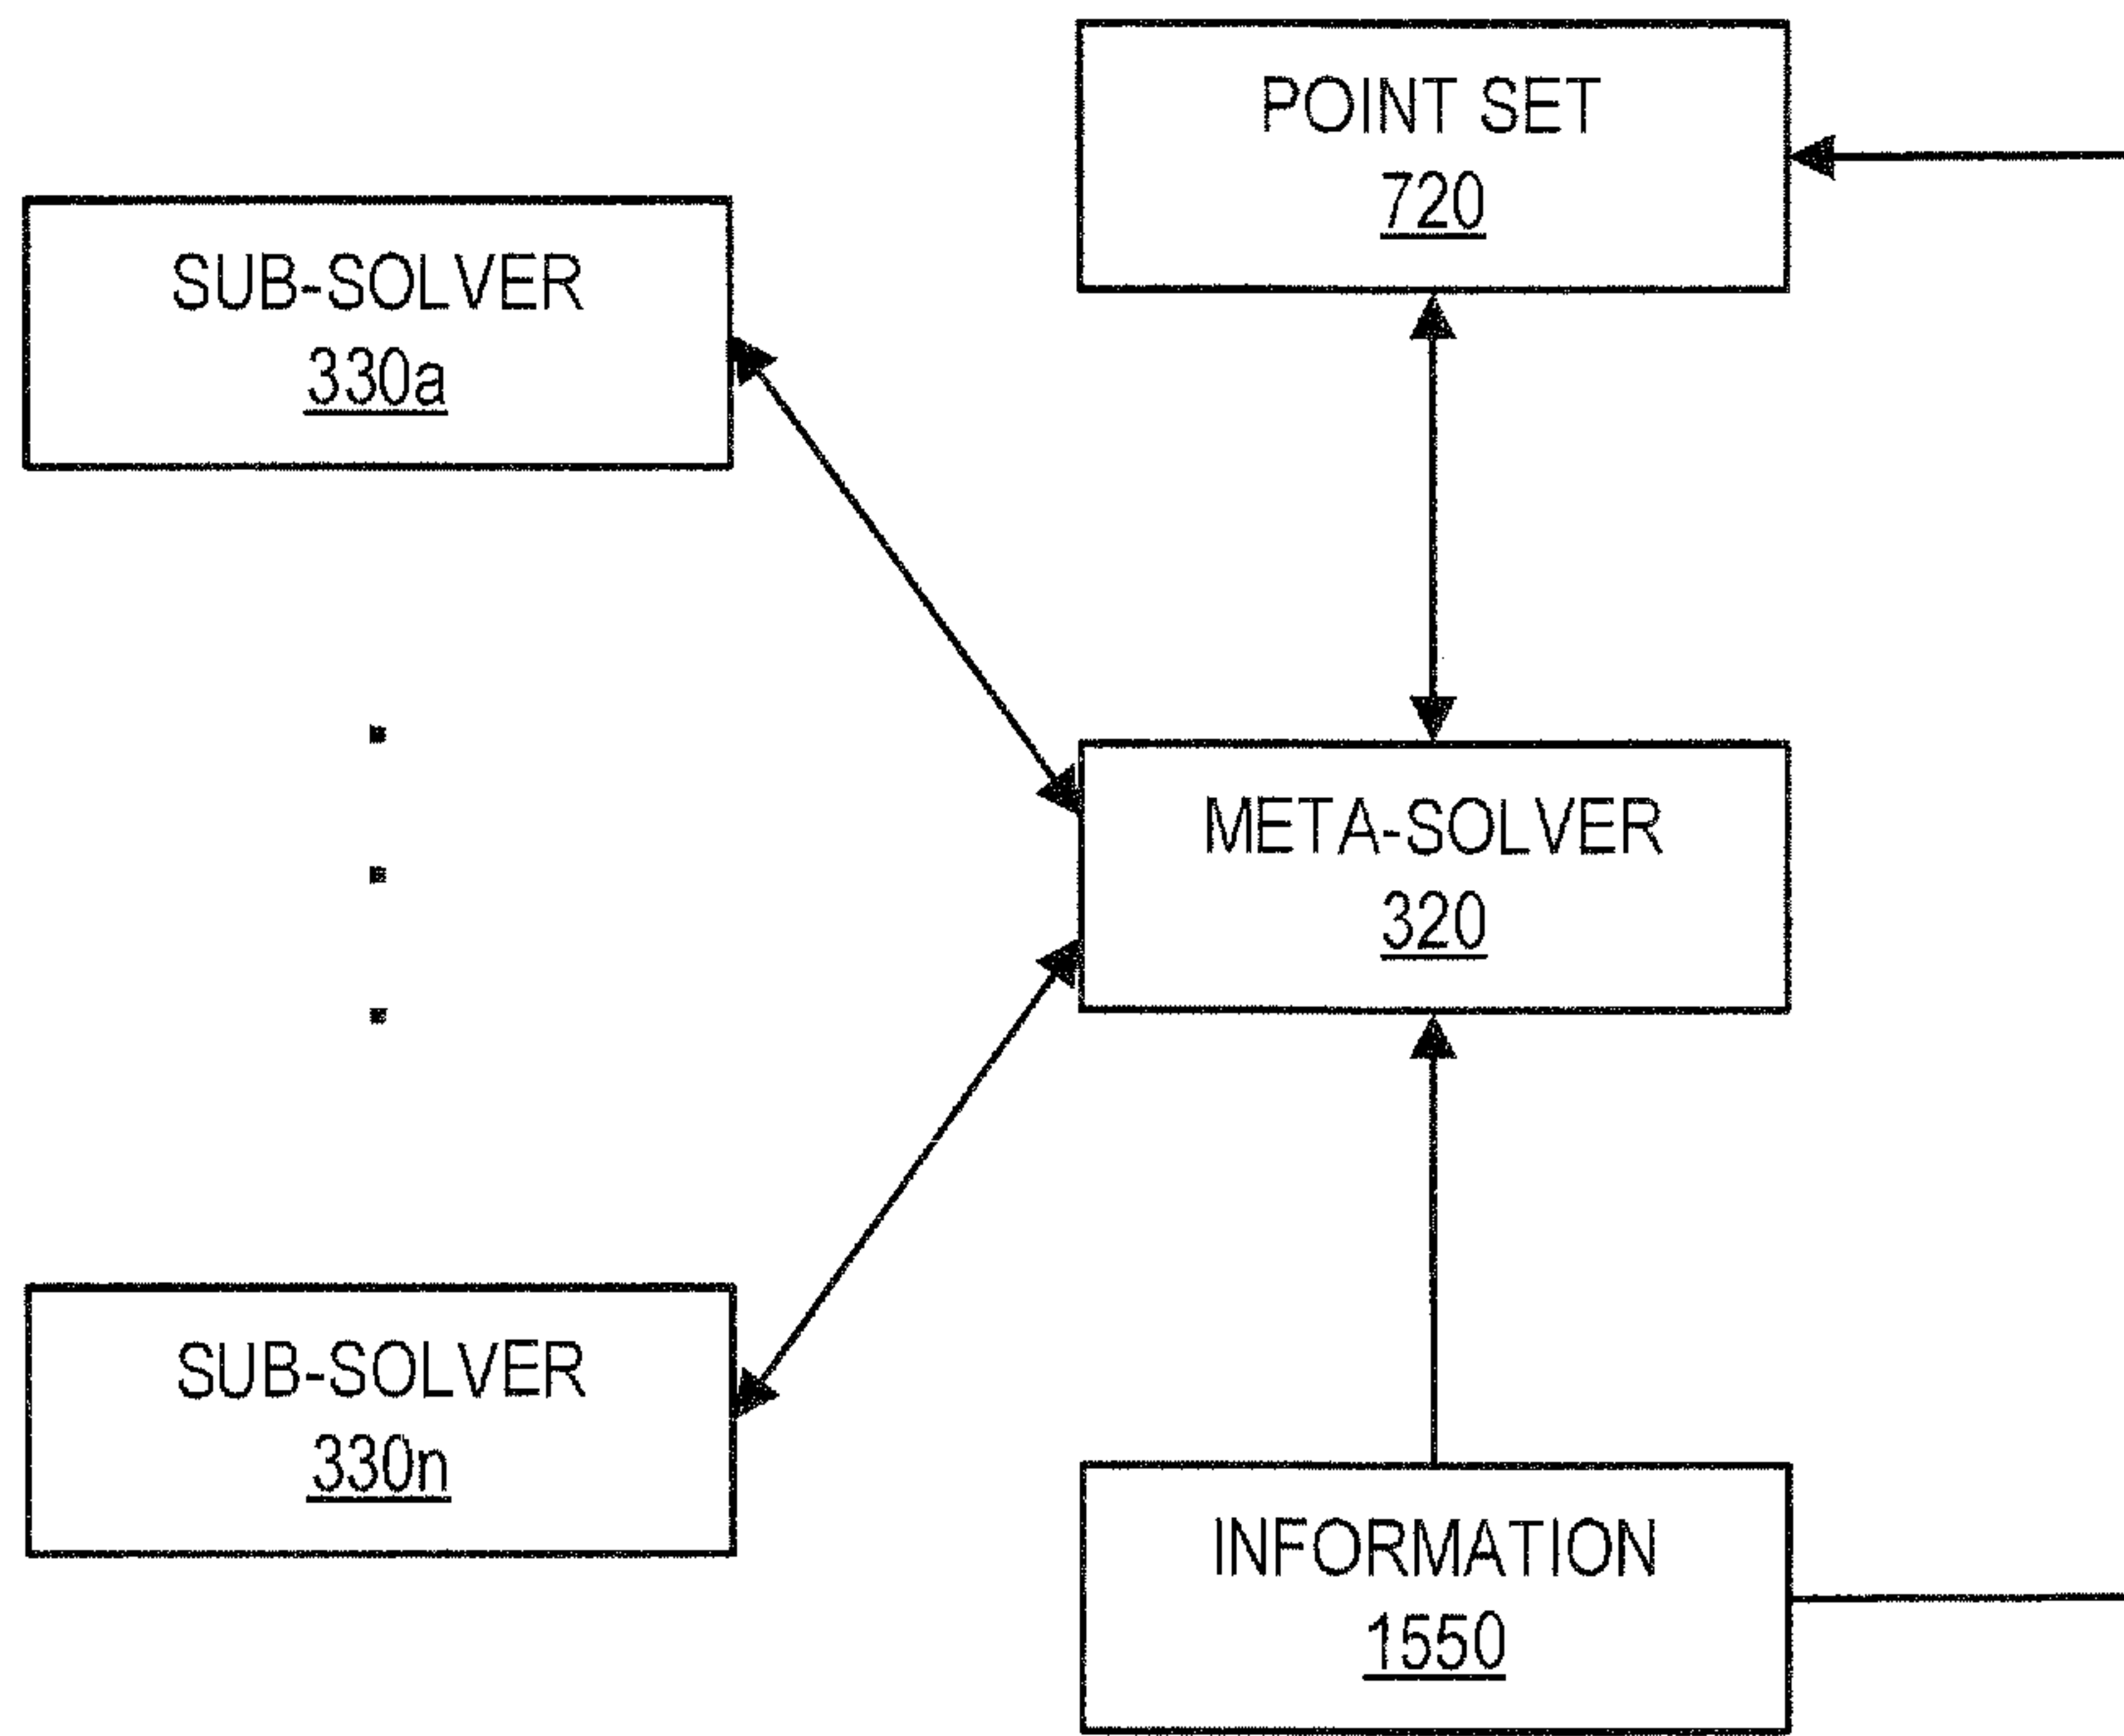 POINT SET
720
SUB-SOLVER
330a
META-SOLVER
320
SUB-SOLVER
330n
INFORMATION
1550